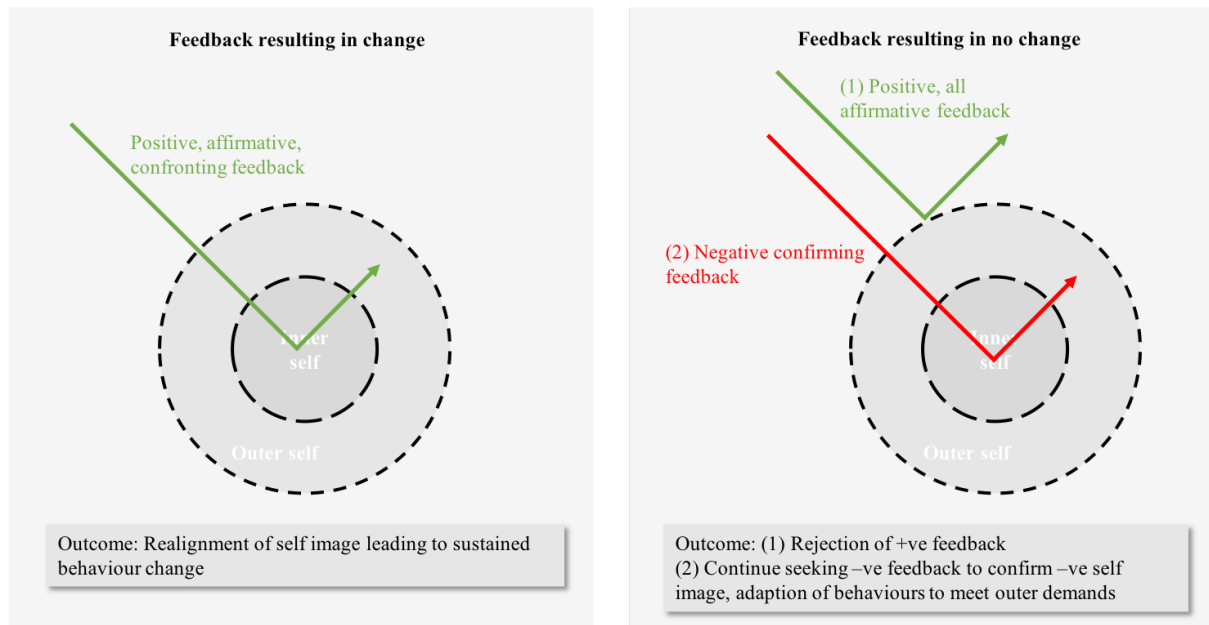 Feedback resulting in change
Positive, affirmative,
confronting feedback
Inner
self
Outer self
Outcome: Realignment of self image leading to sustained
behaviour change
Feedback resulting in no change
(1) Positive, all
affirmative feedback
(2) Negative confirming
feedback
Inner
self
Outer self
Outcome: (1) Rejection of +ve feedback
(2) Continue seeking –ve feedback to confirm –ve self
image, adaption of behaviours to meet outer demands